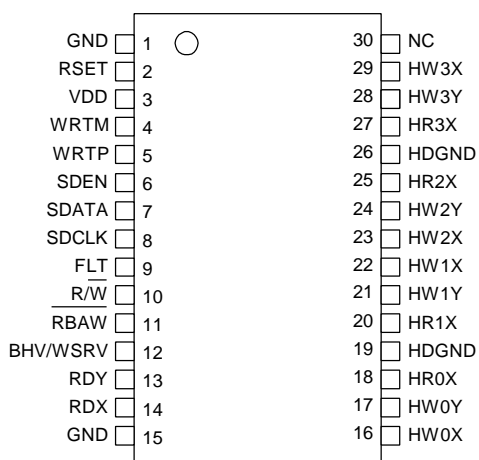 GND 1 30 NC
RSET 2 29 HW3X
VDD 3 28 HW3Y
WRTM 4 27 HR3X
WRTP 5 26 HDGND
SDEN 6 25 HR2X
SDATA 7 24 HW2Y
SDCLK 8 23 HW2X
FLT 9 22 HW1X
R/W̅ 10 21 HW1Y
R̅B̅A̅W̅ 11 20 HR1X
BHV/WSRV 12 19 HDGND
RDY 13 18 HR0X
RDX 14 17 HW0Y
GND 15 16 HW0X